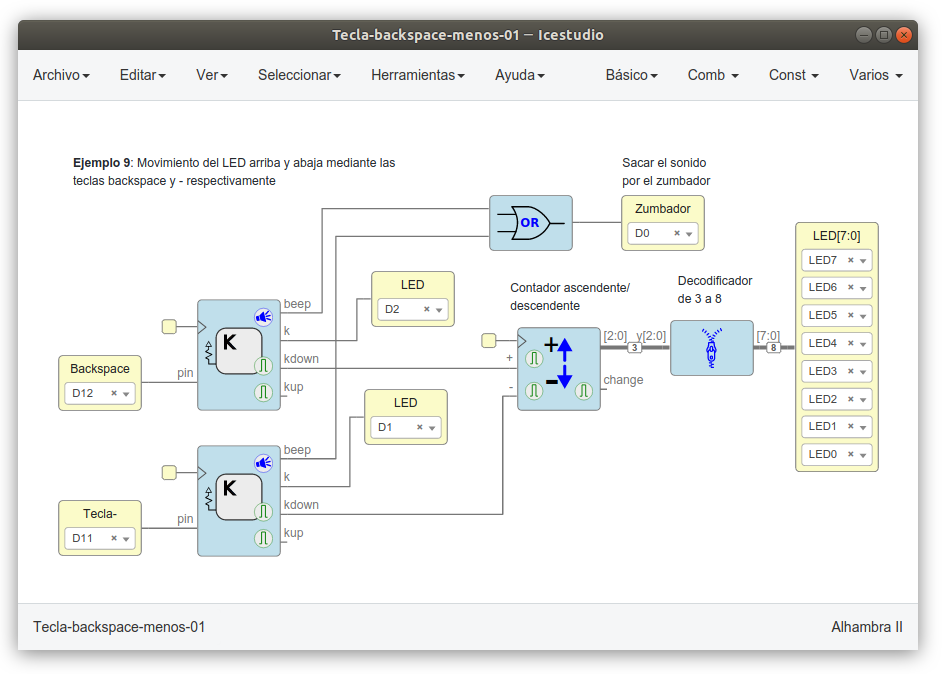 Tecla-backspace-menos-01 – Icestudio
Archivo Editar Ver Seleccionar Herramientas Ayuda Básico Comb Const Varios
Ejemplo 9: Movimiento del LED arriba y abaja mediante las
teclas backspace y - respectivamente
Sacar el sonido
por el zumbador
Zumbador
D0
OR
LED[7:0]
LED7
LED6
LED5
LED4
LED3
LED2
LED1
LED0
LED
D2
Contador ascendente/
descendente
Decodificador
de 3 a 8
beep
k
kdown
kup
K
pin
Backspace
D12
+
-
[2:0]
3
y[2:0]
change
[7:0]
8
LED
D1
beep
k
kdown
kup
K
pin
Tecla-
D11
Tecla-backspace-menos-01
Alhambra II